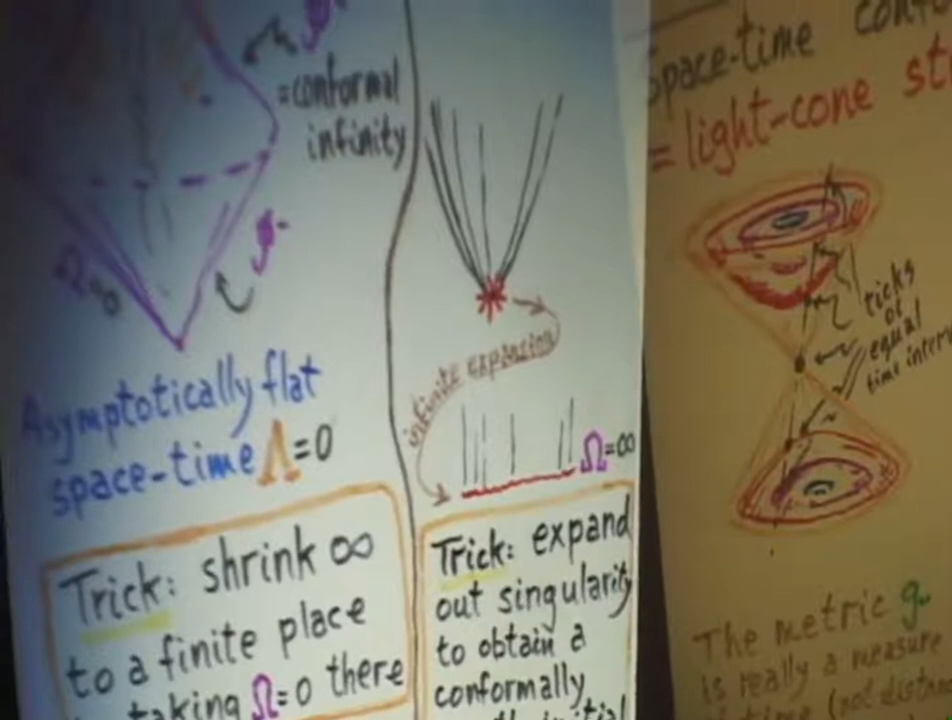 = conformal
infinity
Asymptotically flat
space-time Λ=0
Trick: shrink ∞
to a finite place
taking Ω=0 there
infinite expansion
Ω=∞
Trick: expand
out singularity
to obtain a
conformally
Space-time
= light-cone
ticks
of
equal
time
The metric g
is really a measure